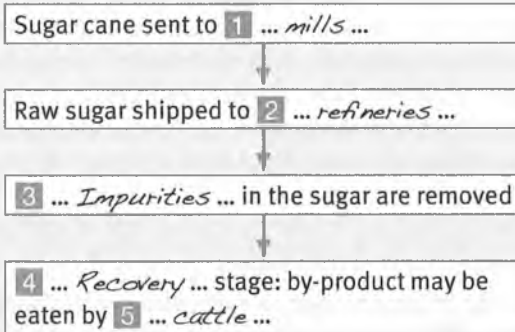 Sugar cane sent to 1 ... mills ...
Raw sugar shipped to 2 ... refineries ...
3 ... Impurities ... in the sugar are removed
4 ... Recovery ... stage: by-product may be
eaten by 5 ... cattle ...